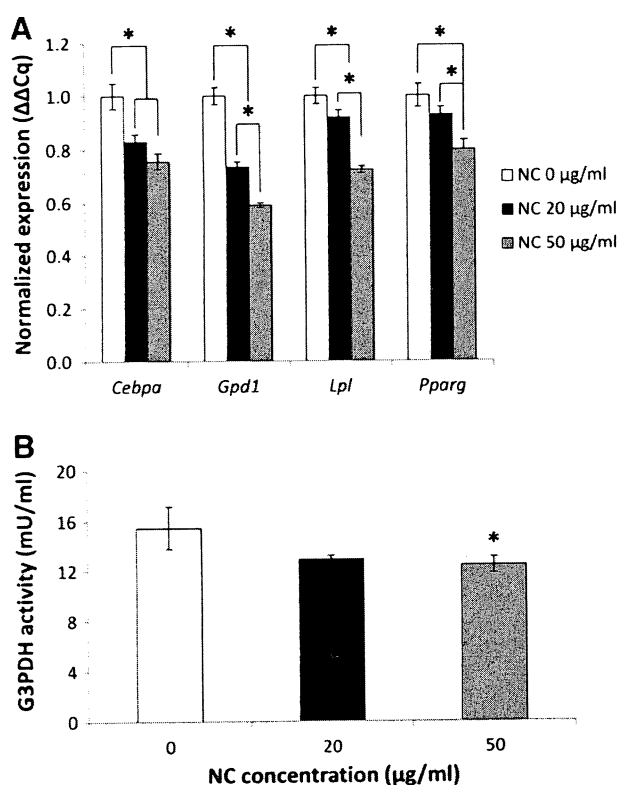 A
Normalized expression (ΔΔCq)
1.2
1.0
0.8
0.6
0.4
0.2
0.0
* * * * * * *
Cebpa Gpd1 Lpl Pparg
NC 0 µg/ml
NC 20 µg/ml
NC 50 µg/ml
B
G3PDH activity (mU/ml)
20
16
12
8
4
0
*
0 20 50
NC concentration (µg/ml)